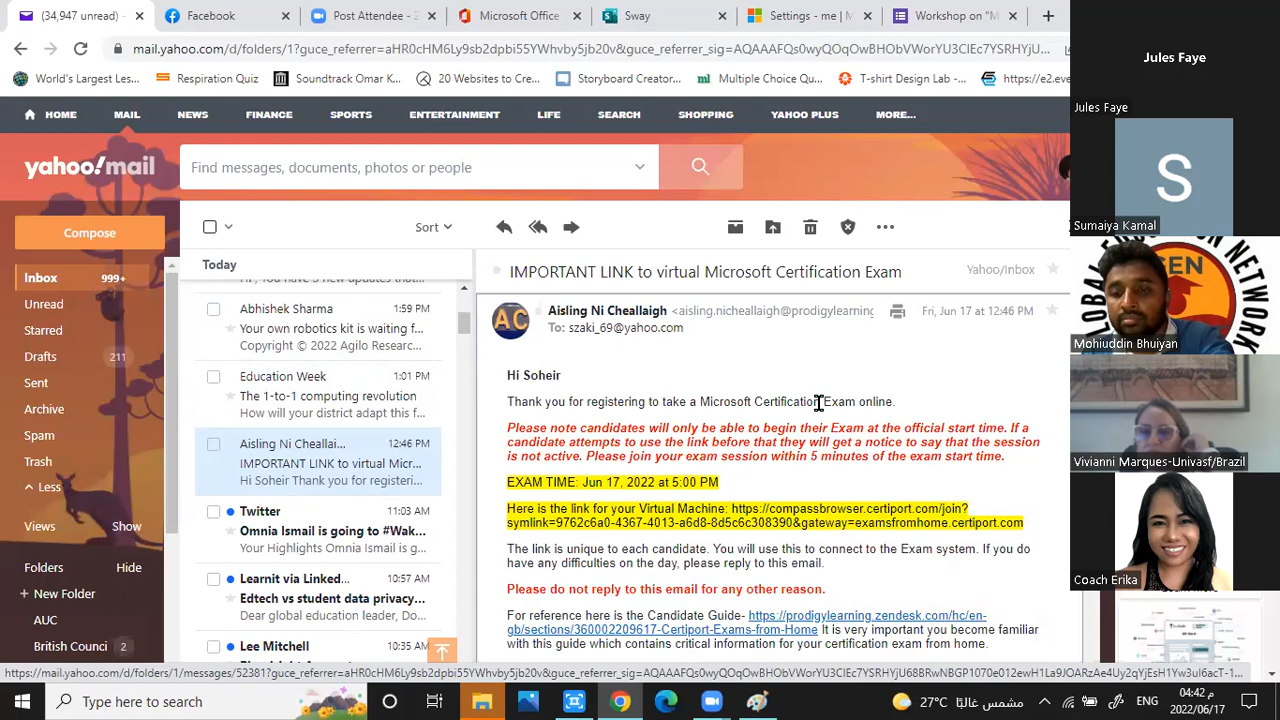 (34,947 unread)
Facebook
Post Attendee - Z
Microsoft Office
Sway
Settings - me | M
Workshop on "M
mail.yahoo.com/d/folders/1?guce_referrer=aHR0cHM6Ly9sb2dpbi55YWhvby5jb20v&guce_referrer_sig=
World's Largest Les...
Respiration Quiz
Soundtrack Omar K...
20 Websites to Cre...
Storyboard Creator...
Multiple Choice Qu...
T-shirt Design Lab -...
https://e2.eve
HOME
MAIL
NEWS
FINANCE
SPORTS
ENTERTAINMENT
LIFE
SEARCH
SHOPPING
YAHOO PLUS
MORE...
yahoo!mail
Find messages, documents, photos or people
Compose
Sort
Inbox 999+
Unread
Starred
Drafts 211
Sent
Archive
Spam
Trash
Less
Views Show
Folders Hide
+ New Folder
AUC
British Counci 2
Today
Abhishek Sharma 1:59 PM
Your own robotics kit is waiting f...
Copyright © 2022 Agilo Researc...
Education Week 1:01 PM
The 1-to-1 computing revolution
How will your district adapt this f...
Aisling Ni Cheallai... 12:46 PM
IMPORTANT LINK to virtual Micr...
Hi Soheir Thank you for registeri...
Twitter 11:03 AM
Omnia Ismail is going to #Wak...
Your Highlights Omnia Ismail is g...
Learnit via Linked... 10:57 AM
Edtech vs student data privacy...
Dear global education leader, Do...
Lee Mitchell 10:35 AM
IMPORTANT LINK to virtual Microsoft Certification Exam
Yahoo/Inbox
AC
Aisling Ni Cheallaigh <aisling.nicheallaigh@prodigylearning
Fri, Jun 17 at 12:46 PM
To: szaki_69@yahoo.com
Hi Soheir
Thank you for registering to take a Microsoft Certification Exam online.
Please note candidates will only be able to begin their Exam at the official start time. If a
candidate attempts to use the link before that they will get a notice to say that the session
is not active. Please join your exam session within 5 minutes of the exam start time.
EXAM TIME: Jun 17, 2022 at 5:00 PM
Here is the link for your Virtual Machine: https://compassbrowser.certiport.com/join?
symlink=9762c6a0-4367-4013-a6d8-8d5c6c308390&gateway=examsfromhome.certiport.com
The link is unique to each candidate. You will use this to connect to the Exam system. If you do
have any difficulties on the day, please reply to this email.
Please do not reply to this email for any other reason.
For reference here is the Candidate Guide- https://prodigylearning.zendesk.com/hc/en-
gb/sections/360002209617-Certiport-Exams-from-Home It is very important you become familiar
with this guide which contains critical information for your certification exam from home.
Jules Faye
Jules Faye
S
Sumaiya Kamal
GLOBAL EDUCATION NETWORK
GEN
Mohiuddin Bhuiyan
Vivianni Marques-Univasf/Brazil
Coach Erika
Type here to search
27°C مشمس غالبًا
ENG
04:42 م
2022/06/17